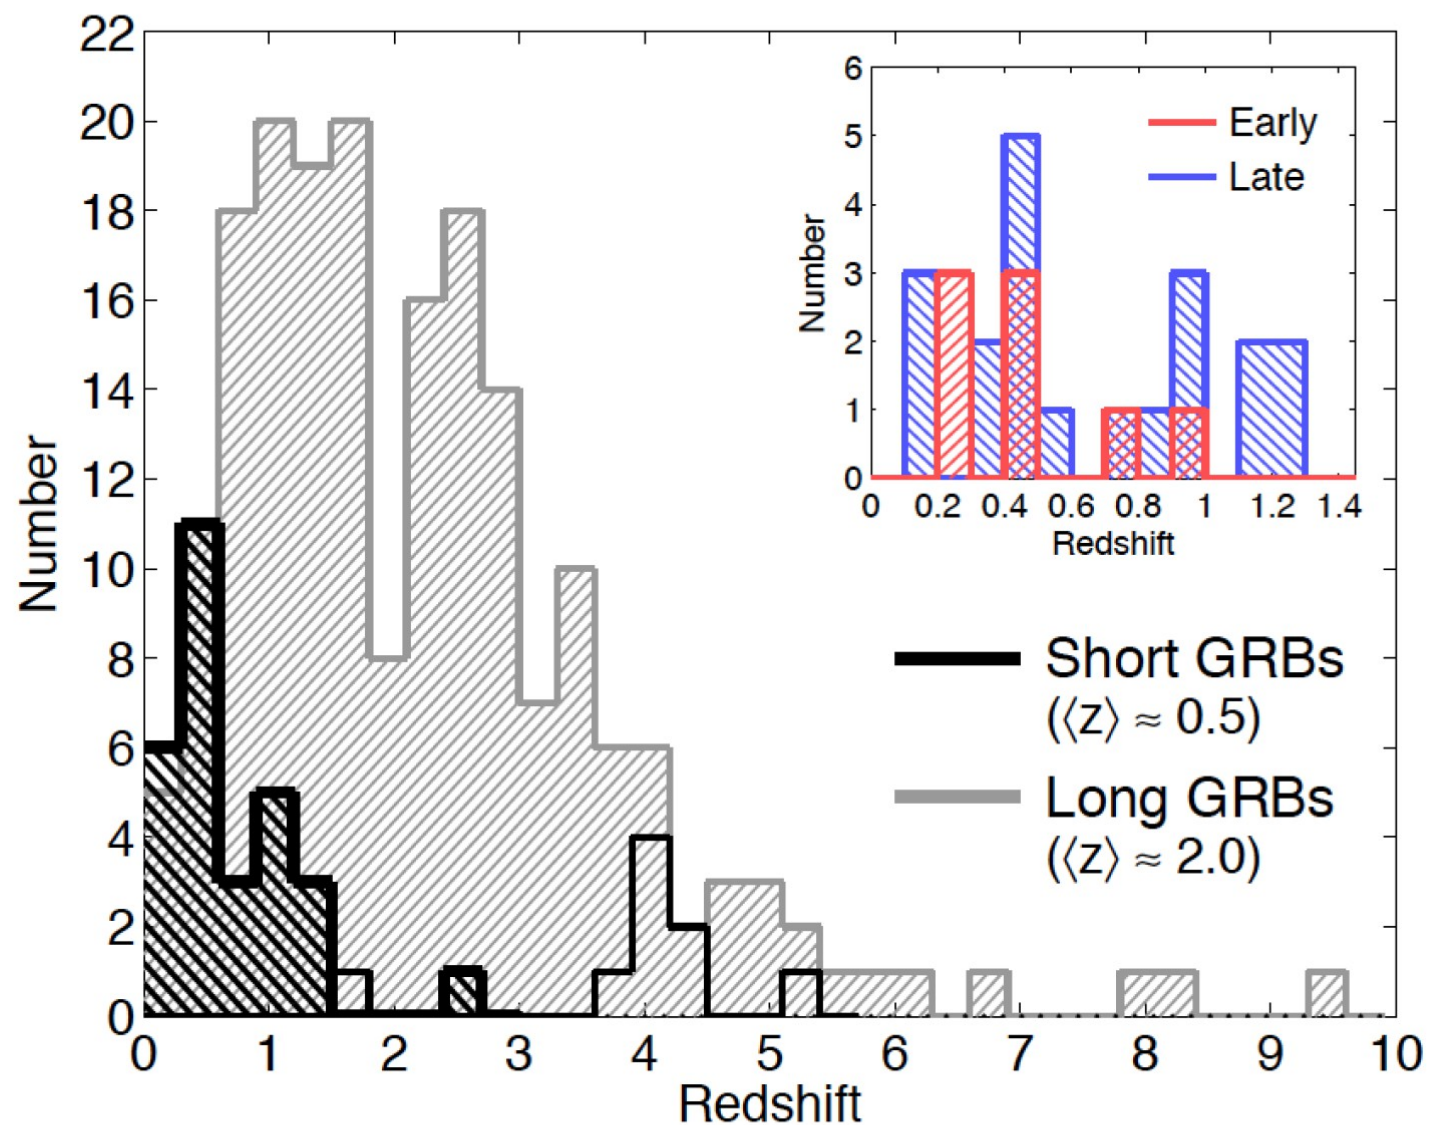 22
20
18
16
14
12
10
8
6
4
2
0
Number
0 1 2 3 4 5 6 7 8 9 10
Redshift
6
5
4
3
2
1
0
Number
0 0.2 0.4 0.6 0.8 1 1.2 1.4
Redshift
Early
Late
Short GRBs
(⟨z⟩ ≈ 0.5)
Long GRBs
(⟨z⟩ ≈ 2.0)